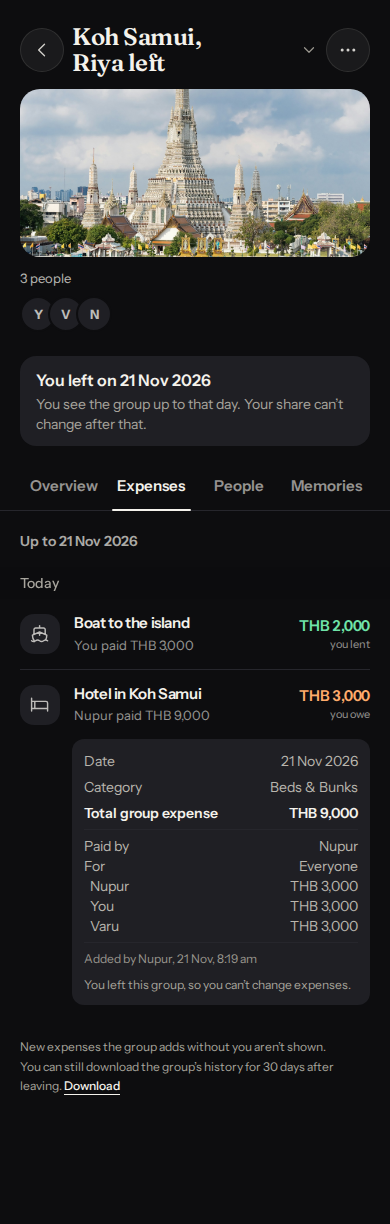 Koh Samui,
Riya left
3 people
Y V N
You left on 21 Nov 2026
You see the group up to that day. Your share can't
change after that.
Overview Expenses People Memories
Up to 21 Nov 2026
Today
Boat to the island THB 2,000
You paid THB 3,000 you lent
Hotel in Koh Samui THB 3,000
Nupur paid THB 9,000 you owe
Date 21 Nov 2026
Category Beds & Bunks
Total group expense THB 9,000
Paid by Nupur
For Everyone
Nupur THB 3,000
You THB 3,000
Varu THB 3,000
Added by Nupur, 21 Nov, 8:19 am
You left this group, so you can't change expenses.
New expenses the group adds without you aren't shown.
You can still download the group's history for 30 days after
leaving. Download